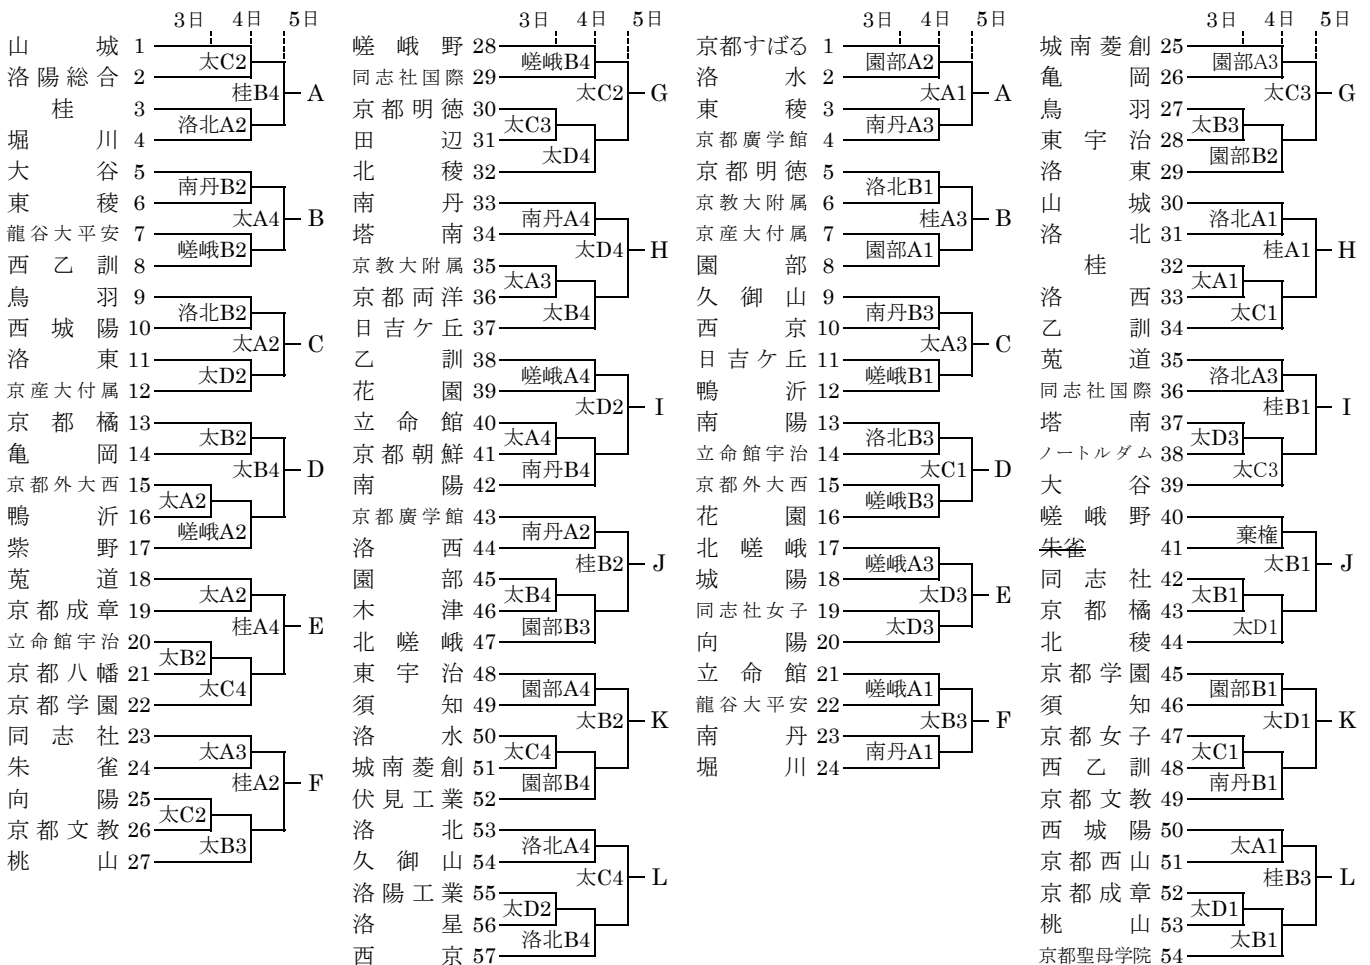 3日 4日 5日
山城 1
太C2
洛陽総合 2
桂B4 A
桂 3
洛北A2
堀川 4
大谷 5
南丹B2
東稜 6
太A4 B
龍谷大平安 7
嵯峨B2
西乙訓 8
鳥羽 9
洛北B2
西城陽 10
太A2 C
洛東 11
太D2
京産大付属 12
京都橘 13
太B2
亀岡 14
太B4 D
京都外大西 15
太A2
鴨沂 16
嵯峨A2
紫野 17
莵道 18
太A2
京都成章 19
桂A4 E
立命館宇治 20
太B2
京都八幡 21
太C4
京都学園 22
同志社 23
太A3
朱雀 24
桂A2 F
向陽 25
太C2
京都文教 26
太B3
桃山 27
3日 4日 5日
嵯峨野 28
嵯峨B4
同志社国際 29
太C2 G
京都明徳 30
太C3
田辺 31
太D4
北稜 32
南丹 33
南丹A4
塔南 34
太D4 H
京教大附属 35
太A3
京都両洋 36
太B4
日吉ケ丘 37
乙訓 38
嵯峨A4
花園 39
太D2 I
立命館 40
太A4
京都朝鮮 41
南丹B4
南陽 42
京都廣学館 43
南丹A2
洛西 44
桂B2 J
園部 45
太B4
木津 46
園部B3
北嵯峨 47
東宇治 48
園部A4
須知 49
太B2 K
洛水 50
太C4
城南菱創 51
園部B4
伏見工業 52
洛北 53
洛北A4
久御山 54
太C4 L
洛陽工業 55
太D2
洛星 56
洛北B4
西京 57
3日 4日 5日
京都すばる 1
園部A2
洛水 2
太A1 A
東稜 3
南丹A3
京都廣学館 4
京都明徳 5
洛北B1
京教大附属 6
桂A3 B
京産大付属 7
園部A1
園部 8
久御山 9
南丹B3
西京 10
太A3 C
日吉ケ丘 11
嵯峨B1
鴨沂 12
南陽 13
洛北B3
立命館宇治 14
太C1 D
京都外大西 15
嵯峨B3
花園 16
北嵯峨 17
嵯峨A3
城陽 18
太D3 E
同志社女子 19
太D3
向陽 20
立命館 21
嵯峨A1
龍谷大平安 22
太B3 F
南丹 23
南丹A1
堀川 24
3日 4日 5日
城南菱創 25
園部A3
亀岡 26
太C3 G
鳥羽 27
太B3
東宇治 28
園部B2
洛東 29
山城 30
洛北A1
洛北 31
桂A1 H
桂 32
太A1
洛西 33
太C1
乙訓 34
莵道 35
洛北A3
同志社国際 36
桂B1 I
塔南 37
太D3
ノートルダム 38
太C3
大谷 39
嵯峨野 40
棄権
朱雀 41
太B1 J
同志社 42
太B1
京都橘 43
太D1
北稜 44
京都学園 45
園部B1
須知 46
太D1 K
京都女子 47
太C1
西乙訓 48
南丹B1
京都文教 49
西城陽 50
太A1
京都西山 51
桂B3 L
京都成章 52
太D1
桃山 53
太B1
京都聖母学院 54